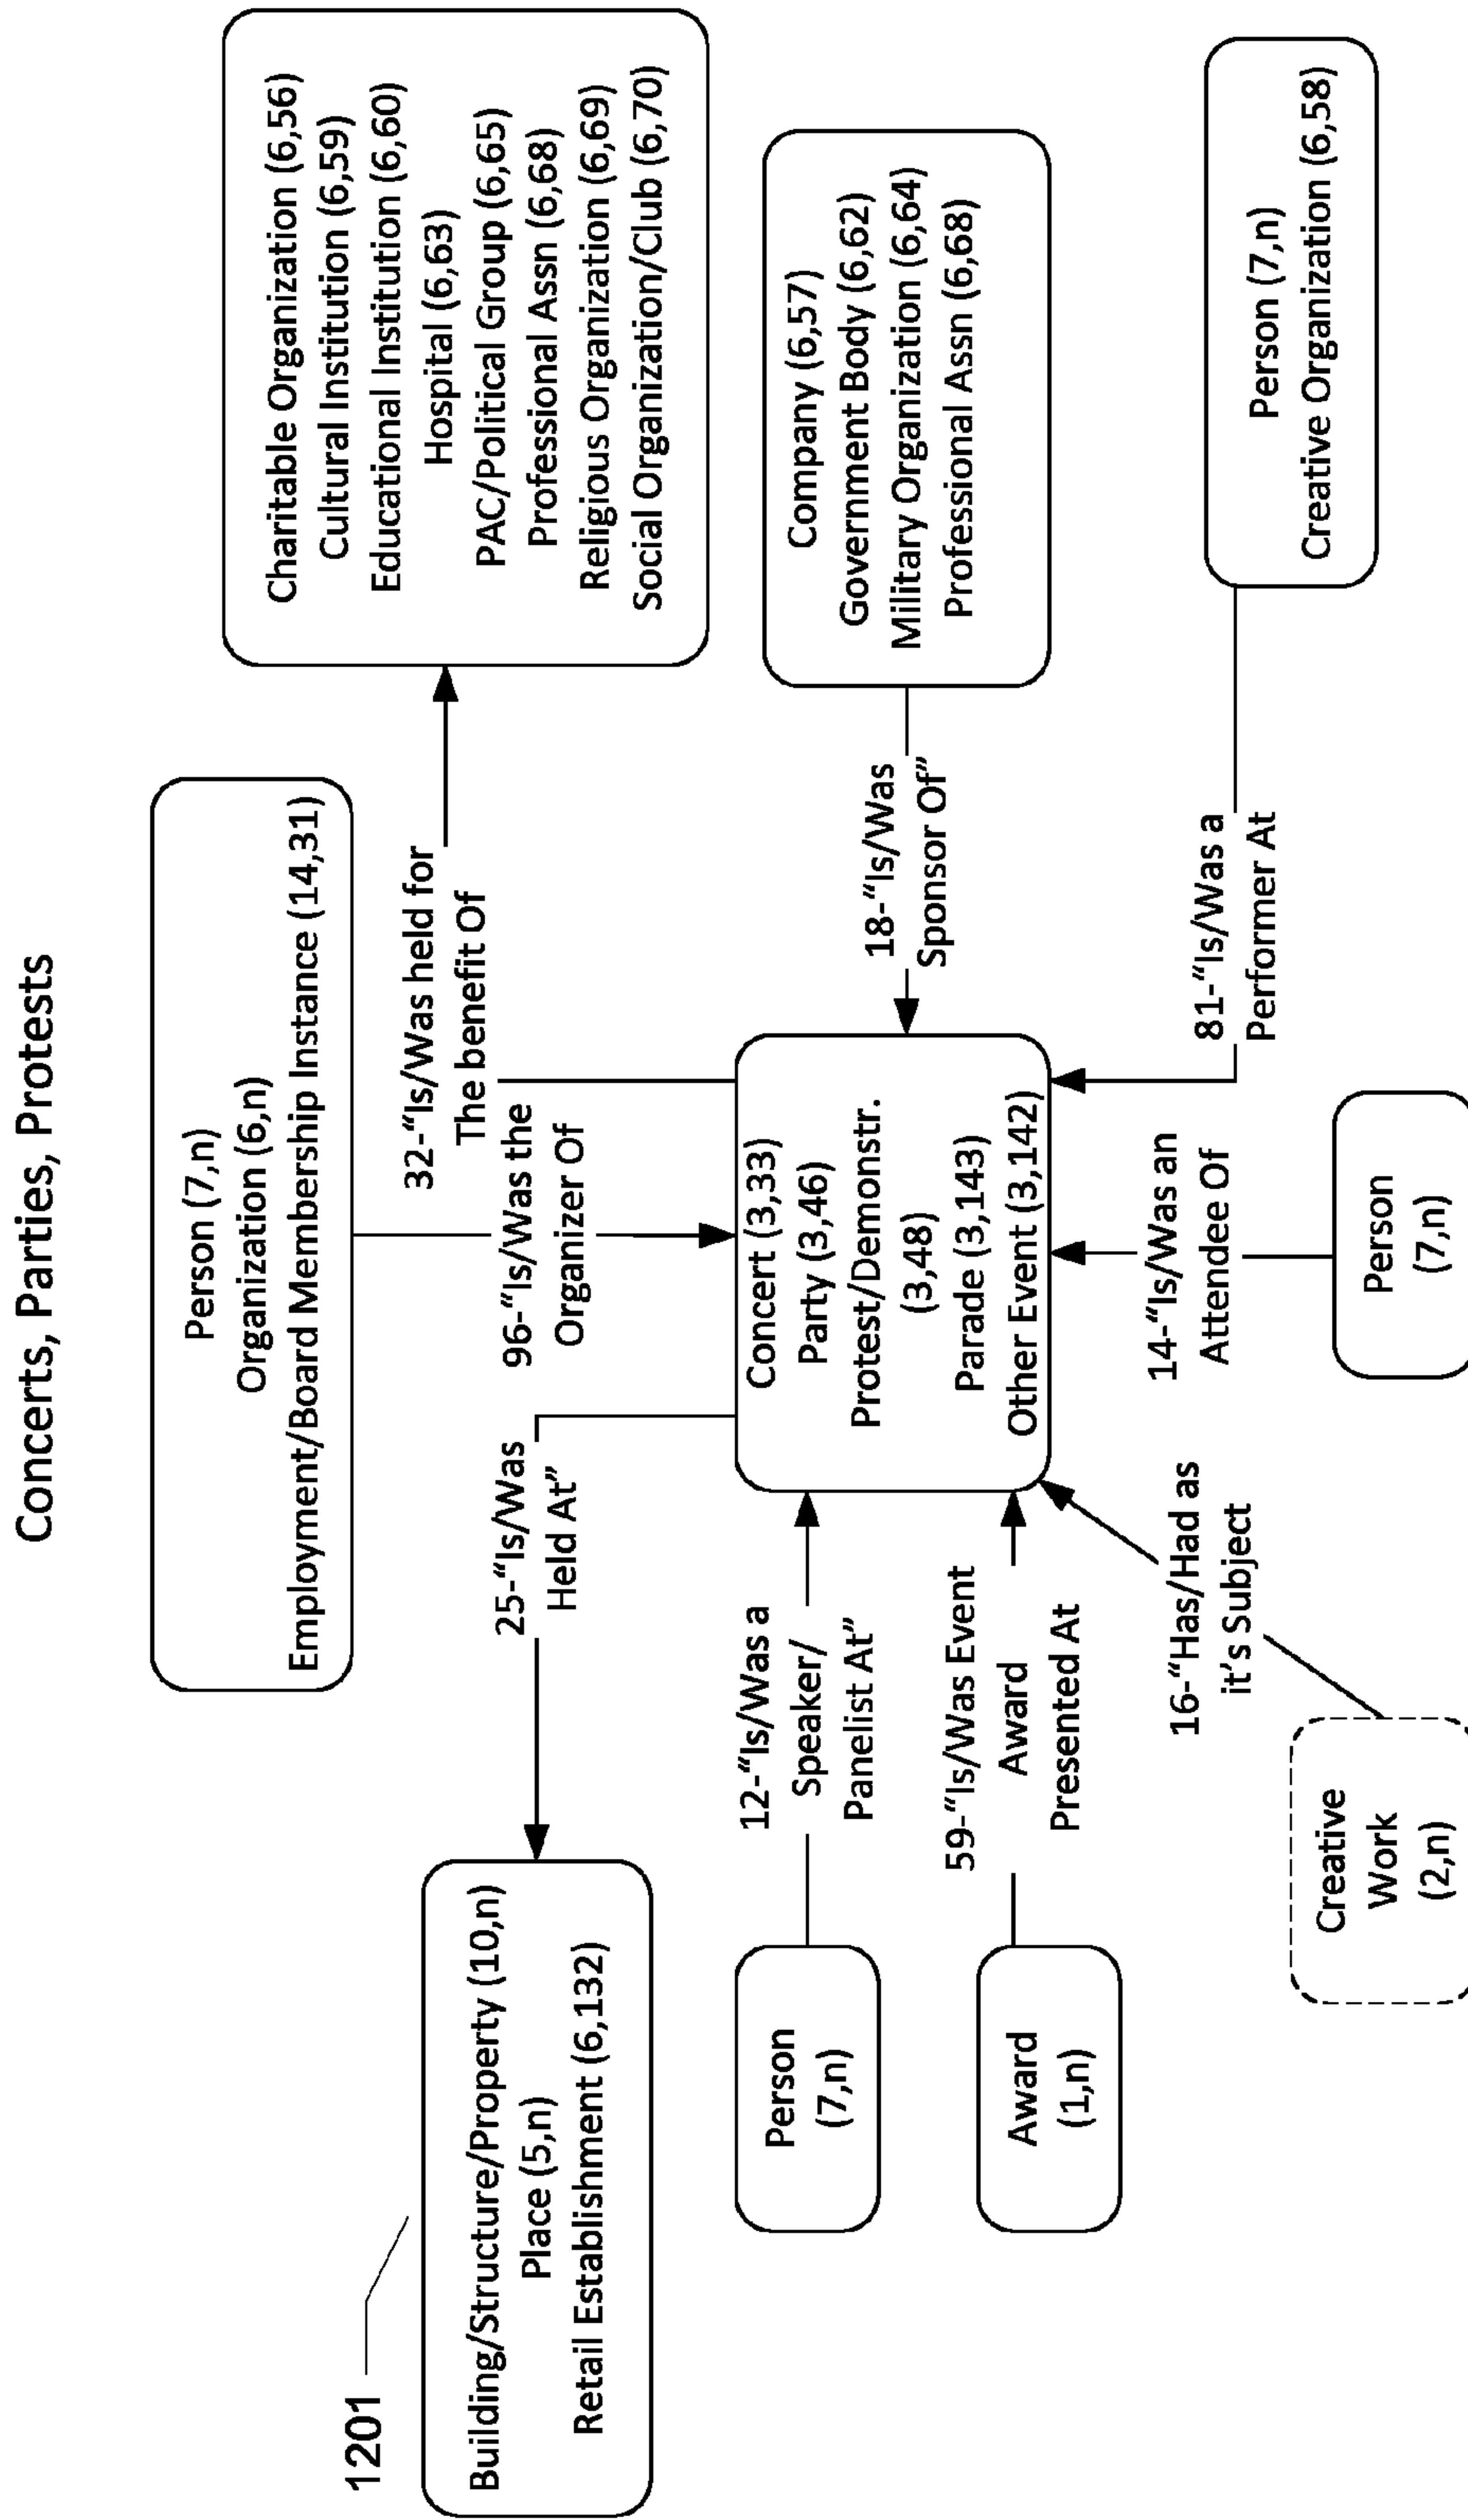 Concerts, Parties, Protests
Person (7,n)
Organization (6,n)
Employment/Board Membership Instance (14,31)
Charitable Organization (6,56)
Cultural Institution (6,59)
Educational Institution (6,60)
Hospital (6,63)
PAC/Political Group (6,65)
Professional Assn (6,68)
Religious Organization (6,69)
Social Organization/Club (6,70)
1201
Building/Structure/Property (10,n)
Place (5,n)
Retail Establishment (6,132)
25-“Is/Was
Held At”
96-“Is/Was the
Organizer Of
32-“Is/Was held for
The benefit Of
Person
(7,n)
12-“Is/Was a
Speaker/
Panelist At”
Concert (3,33)
Party (3,46)
Protest/Demonstr.
(3,48)
Parade (3,143)
Other Event (3,142)
18-“Is/Was
Sponsor Of”
Company (6,57)
Government Body (6,62)
Military Organization (6,64)
Professional Assn (6,68)
Award
(1,n)
59-“Is/Was Event
Award
Presented At
16-“Has/Had as
it's Subject
14-“Is/Was an
Attendee Of
81-“Is/Was a
Performer At
Person (7,n)
Creative Organization (6,58)
Creative
Work
(2,n)
Person
(7,n)